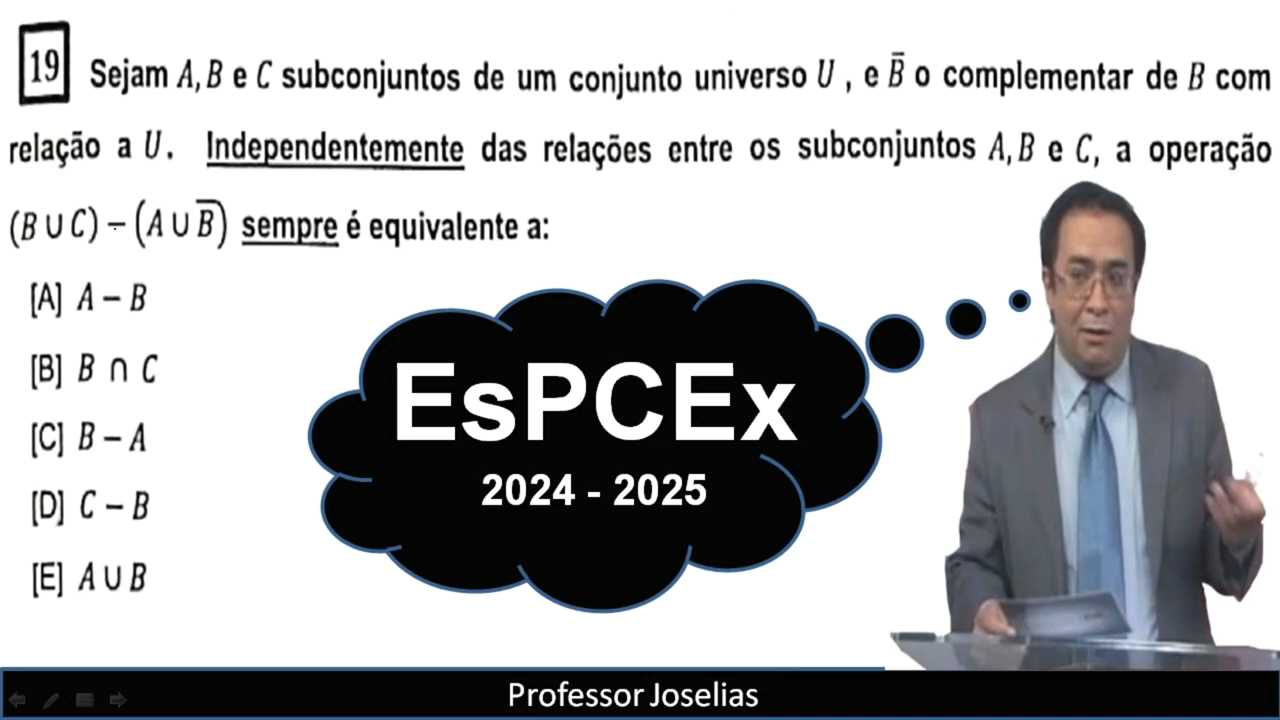 19 Sejam A, B e C subconjuntos de um conjunto universo U , e B̅ o complementar de B com
relação a U. Independentemente das relações entre os subconjuntos A, B e C, a operação
(B ∪ C) − (A ∪ B̅) sempre é equivalente a:
[A] A − B
[B] B ∩ C
[C] B − A
[D] C − B
[E] A ∪ B
EsPCEx
2024 - 2025
Professor Joselias